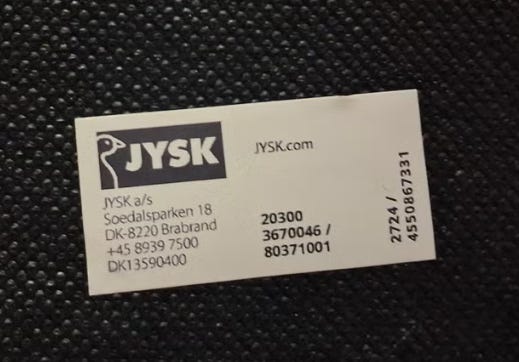 JYSK
JYSK.com
JYSK a/s
Soedalsparken 18
DK-8220 Brabrand
+45 8939 7500
DK13590400
20300
3670046 /
80371001
2724 /
4550867331